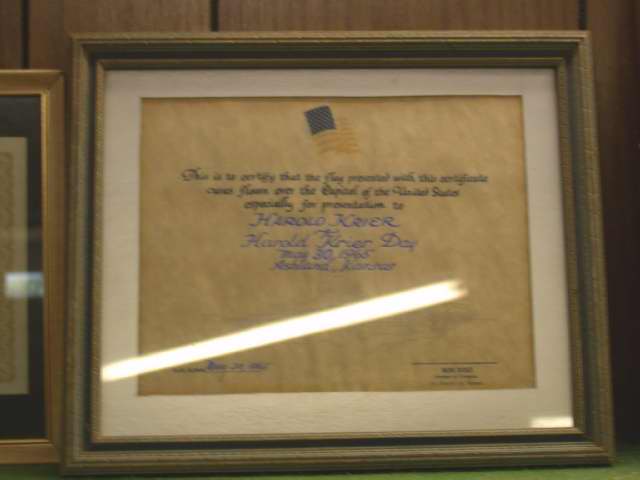 This is to certify that the flag presented with this certificate
was flown over the Capitol of the United States
especially for presentation to
HAROLD KRIER
Harold Krier Day
May 30, 1966
Ashland, Kansas